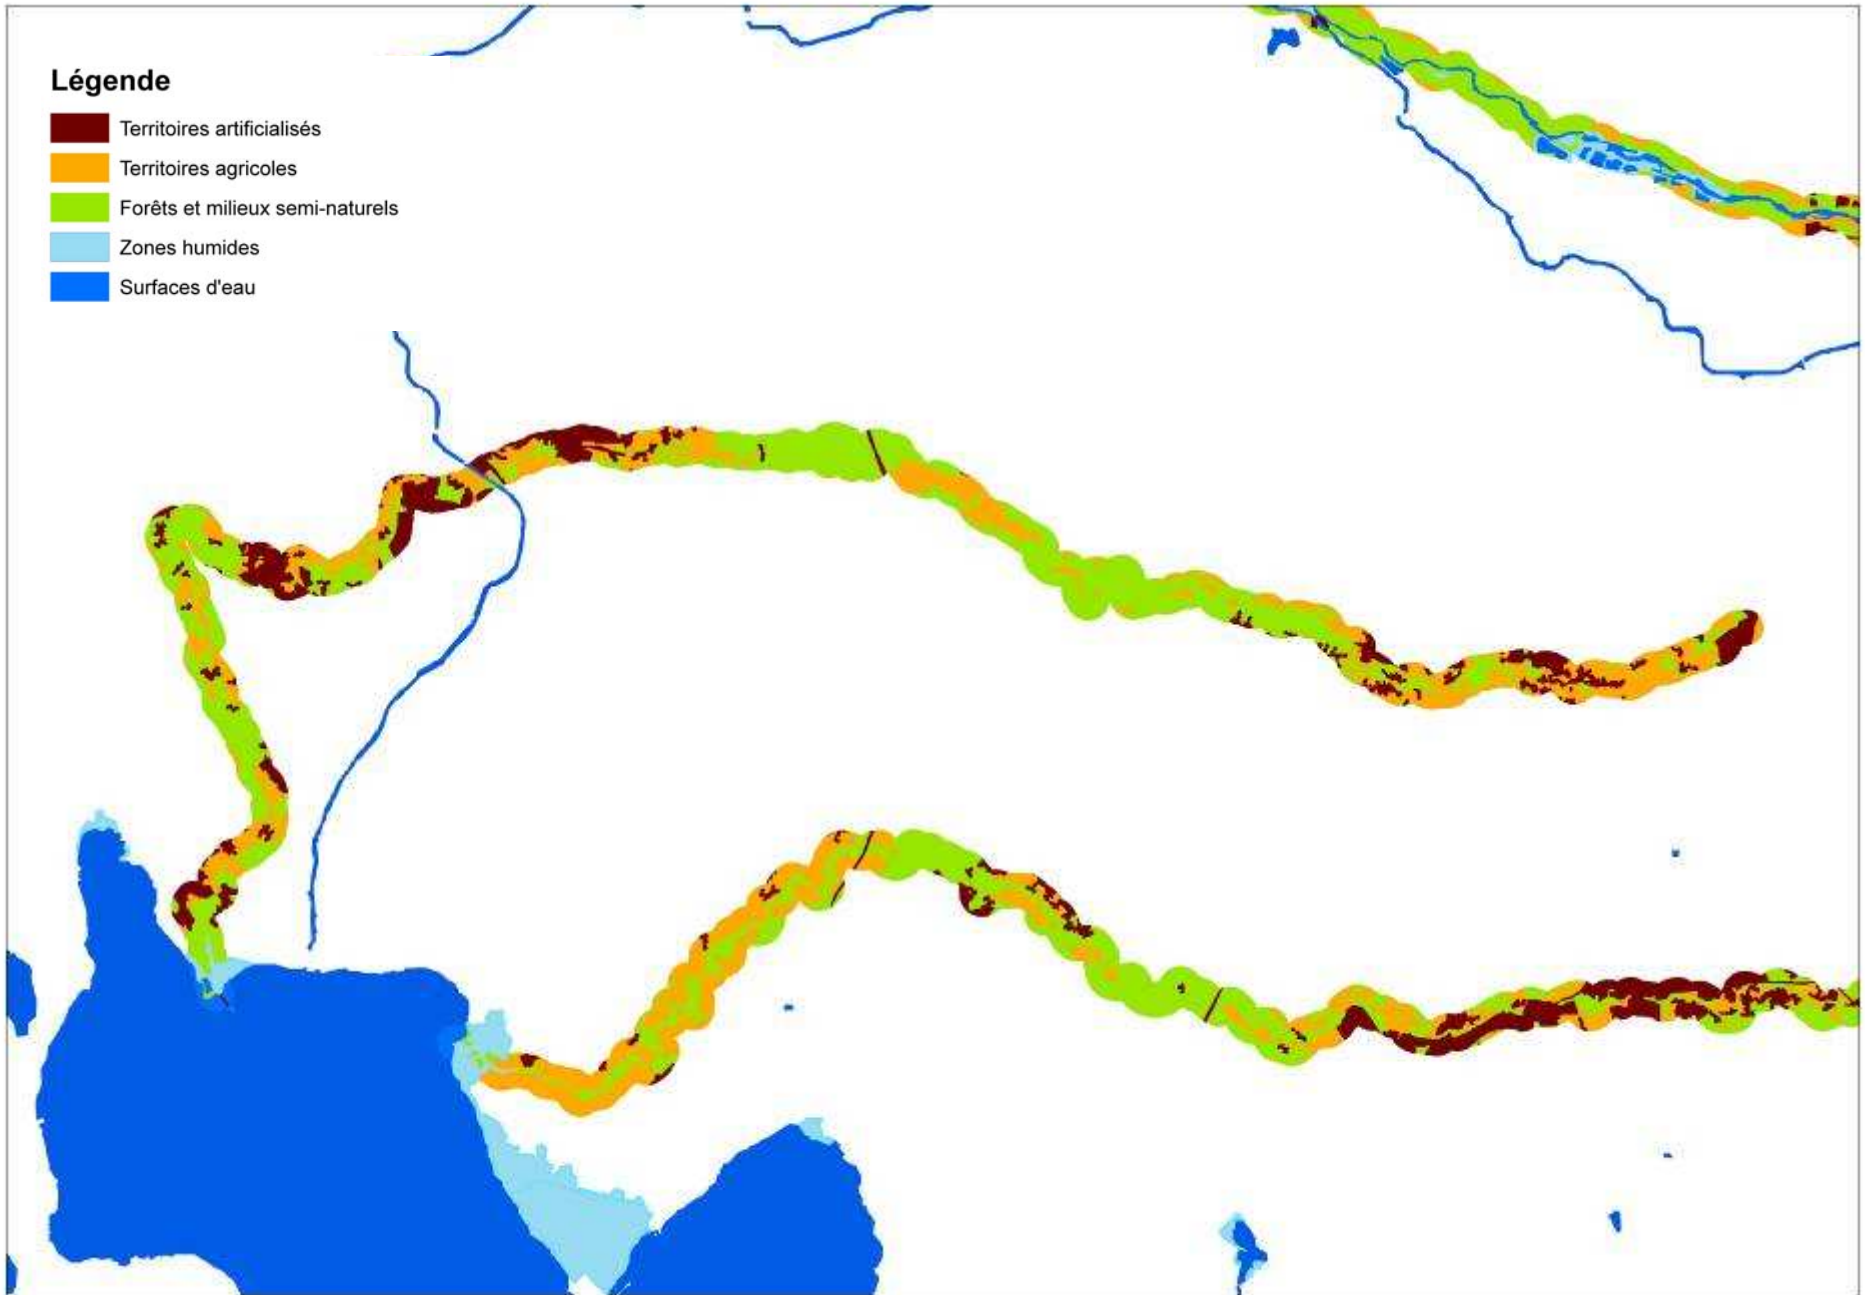 Légende
Territoires artificialisés
Territoires agricoles
Forêts et milieux semi-naturels
Zones humides
Surfaces d'eau